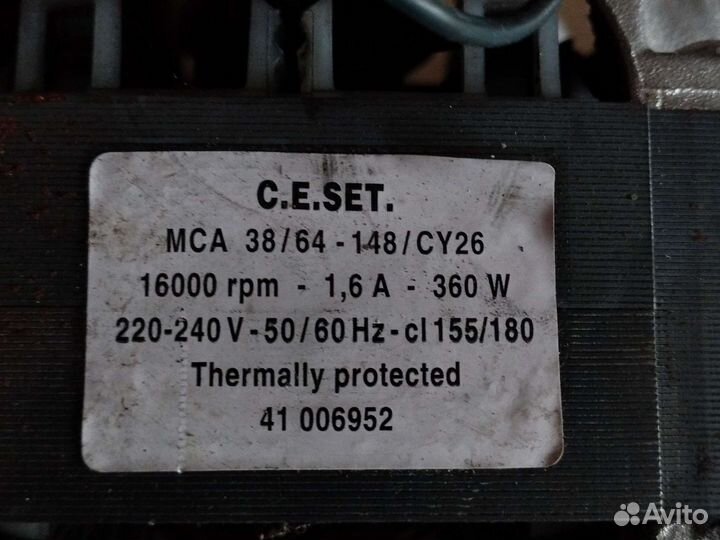 C.E.SET.
MCA 38/64 - 148/CY26
16000 rpm - 1,6 A - 360 W
220-240 V - 50/60 Hz - cl 155/180
Thermally protected
41 006952
Avito